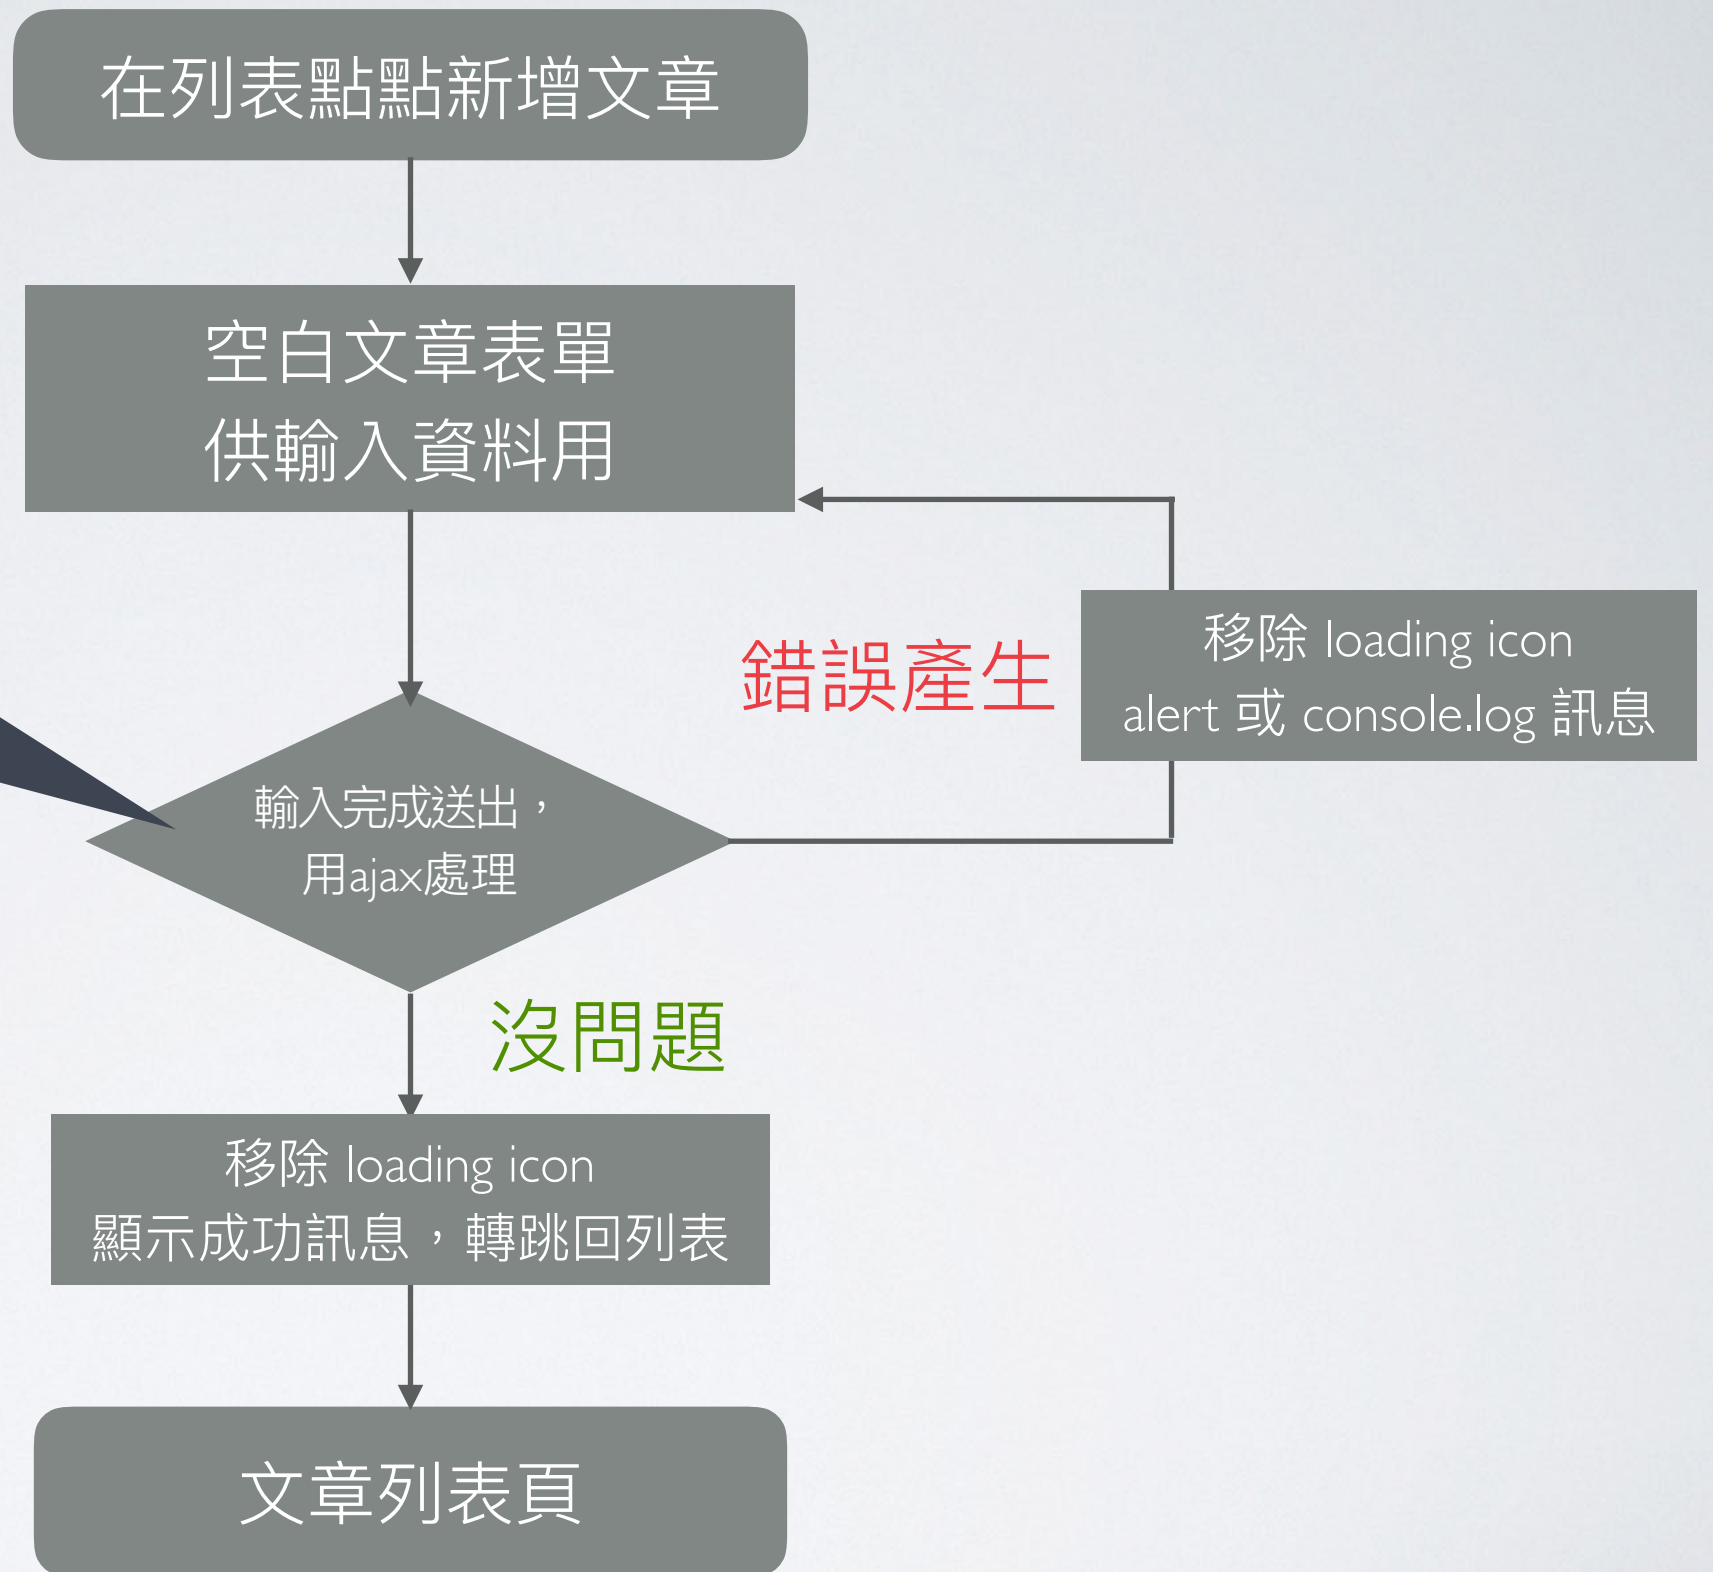 在列表點點新增文章
空白文章表單
供輸入資料用
錯誤產生
移除 loading icon
alert 或 console.log 訊息
輸入完成送出，
用ajax處理
沒問題
移除 loading icon
顯示成功訊息，轉跳回列表
文章列表頁